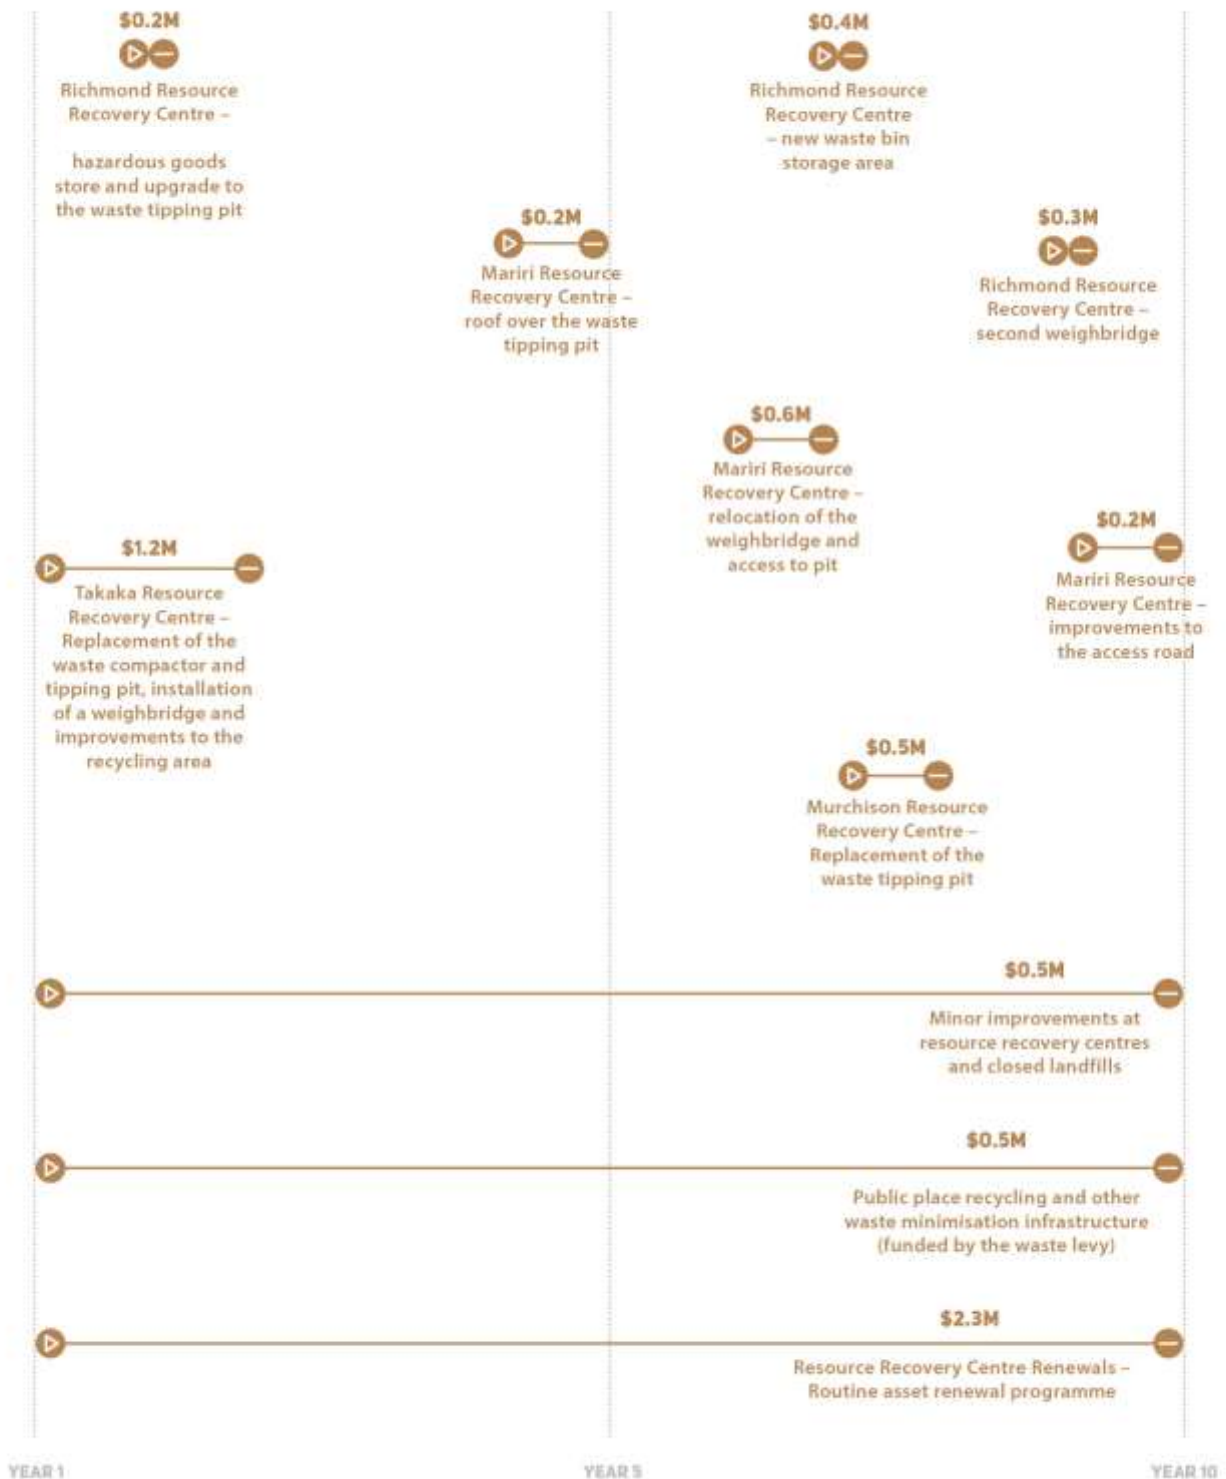 $0.2M
Richmond Resource
Recovery Centre –
hazardous goods
store and upgrade to
the waste tipping pit
$0.4M
Richmond Resource
Recovery Centre
– new waste bin
storage area
$0.2M
Mariri Resource
Recovery Centre –
roof over the waste
tipping pit
$0.3M
Richmond Resource
Recovery Centre –
second weighbridge
$0.6M
Mariri Resource
Recovery Centre –
relocation of the
weighbridge and
access to pit
$0.2M
Mariri Resource
Recovery Centre –
improvements to
the access road
$1.2M
Takaka Resource
Recovery Centre –
Replacement of the
waste compactor and
tipping pit, installation
of a weighbridge and
improvements to the
recycling area
$0.5M
Murchison Resource
Recovery Centre –
Replacement of the
waste tipping pit
$0.5M
Minor improvements at
resource recovery centres
and closed landfills
$0.5M
Public place recycling and other
waste minimisation infrastructure
(funded by the waste levy)
$2.3M
Resource Recovery Centre Renewals –
Routine asset renewal programme
YEAR 1
YEAR 5
YEAR 10